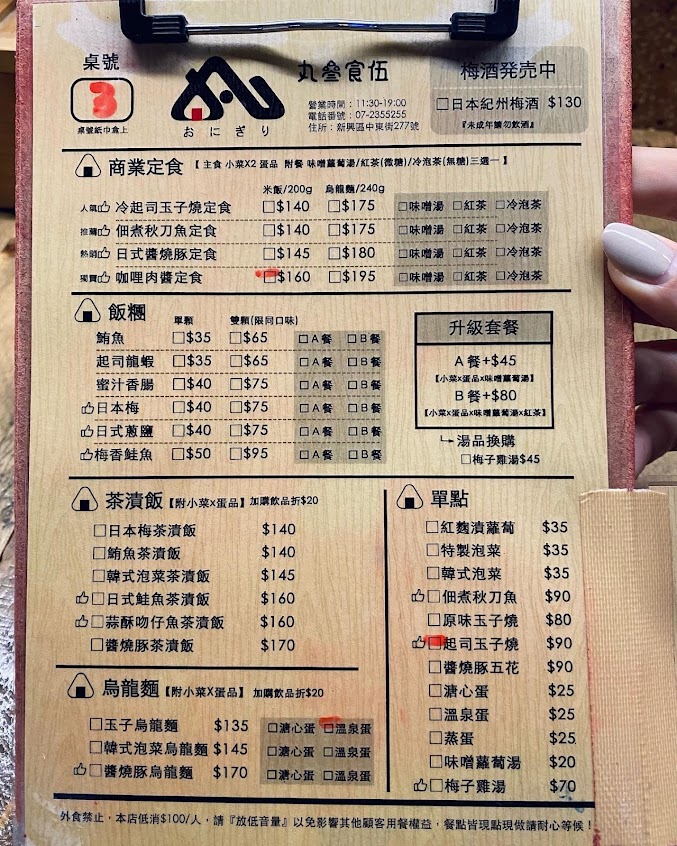 桌號
3
桌號紙巾盒上
おにぎり
丸參食伍
營業時間：11:30-19:00
電話番號：07-2355255
住所：新興區中東街277號
梅酒発売中
□日本紀州梅酒 $130
『未成年請勿飲酒』
商業定食 【 主食 小菜X2 蛋品 附餐 味噌蘿蔔湯/紅茶(微糖)/冷泡茶(無糖)三選一 】
米飯/200g 烏龍麵/240g
人氣 冷起司玉子燒定食 □$140 □$175 □味噌湯 □紅茶 □冷泡茶
推薦 佃煮秋刀魚定食 □$140 □$175 □味噌湯 □紅茶 □冷泡茶
熱銷 日式醬燒豚定食 □$145 □$180 □味噌湯 □紅茶 □冷泡茶
獨賣 咖哩肉醬定食 □$160 □$195 □味噌湯 □紅茶 □冷泡茶
飯糰 單顆 雙顆(限同口味)
鮪魚 □$35 □$65 □A餐 □B餐
起司龍蝦 □$35 □$65 □A餐 □B餐
蜜汁香腸 □$40 □$75 □A餐 □B餐
日本梅 □$40 □$75 □A餐 □B餐
日式蔥鹽 □$40 □$75 □A餐 □B餐
梅香鮭魚 □$50 □$95 □A餐 □B餐
升級套餐
A餐+$45
【小菜x蛋品x味噌蘿蔔湯】
B餐+$80
【小菜x蛋品x味噌蘿蔔湯x紅茶】
湯品換購
□梅子雞湯$45
茶漬飯【附小菜X蛋品】加購飲品折$20
□日本梅茶漬飯 $140
□鮪魚茶漬飯 $140
□韓式泡菜茶漬飯 $145
□日式鮭魚茶漬飯 $160
□蒜酥吻仔魚茶漬飯 $160
□醬燒豚茶漬飯 $170
烏龍麵【附小菜X蛋品】 加購飲品折$20
□玉子烏龍麵 $135 □溏心蛋 □溫泉蛋
□韓式泡菜烏龍麵 $145 □溏心蛋 □溫泉蛋
□醬燒豚烏龍麵 $170 □溏心蛋 □溫泉蛋
單點
□紅麴漬蘿蔔 $35
□特製泡菜 $35
□韓式泡菜 $35
□佃煮秋刀魚 $90
□原味玉子燒 $80
□起司玉子燒 $90
□醬燒豚五花 $90
□溏心蛋 $25
□溫泉蛋 $25
□蒸蛋 $25
□味噌蘿蔔湯 $20
□梅子雞湯 $70
外食禁止，本店低消$100/人，請『放低音量』以免影響其他顧客用餐權益，餐點皆現點現做請耐心等候！